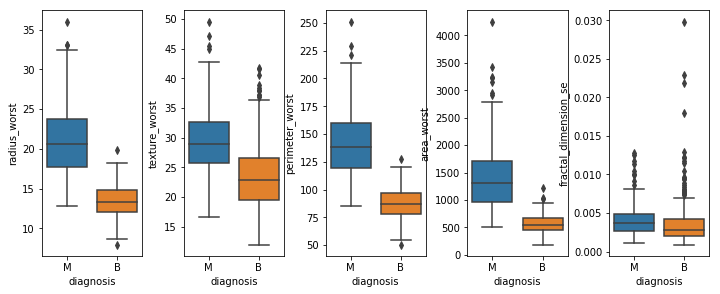 radius_worst
35
30
25
20
15
10
M B
diagnosis
texture_worst
50
45
40
35
30
25
20
15
M B
diagnosis
perimeter_worst
250
225
200
175
150
125
100
75
50
M B
diagnosis
area_worst
4000
3500
3000
2500
2000
1500
1000
500
0
M B
diagnosis
fractal_dimension_se
0.030
0.025
0.020
0.015
0.010
0.005
0.000
M B
diagnosis